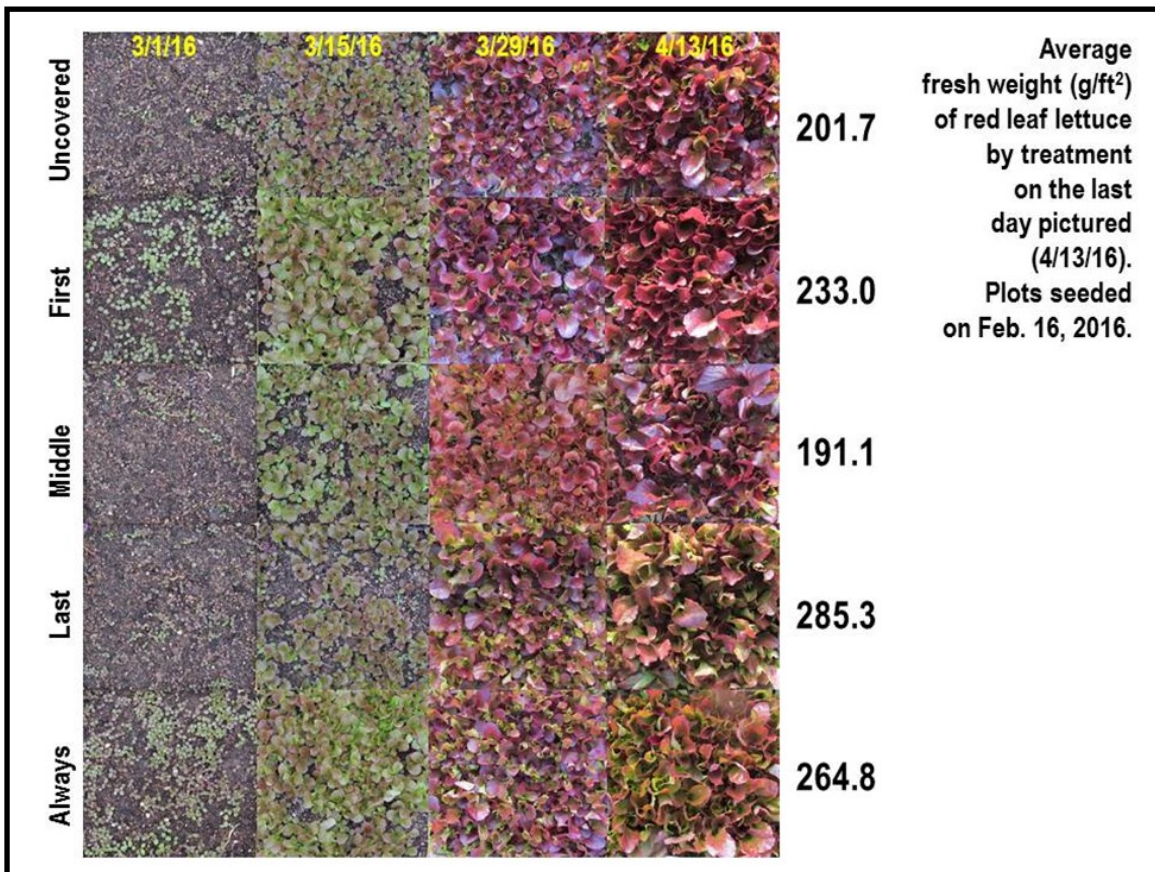 3/1/16 3/15/16 3/29/16 4/13/16
Uncovered
201.7
First
233.0
Middle
191.1
Last
285.3
Always
264.8
Average
fresh weight (g/ft²)
of red leaf lettuce
by treatment
on the last
day pictured
(4/13/16).
Plots seeded
on Feb. 16, 2016.